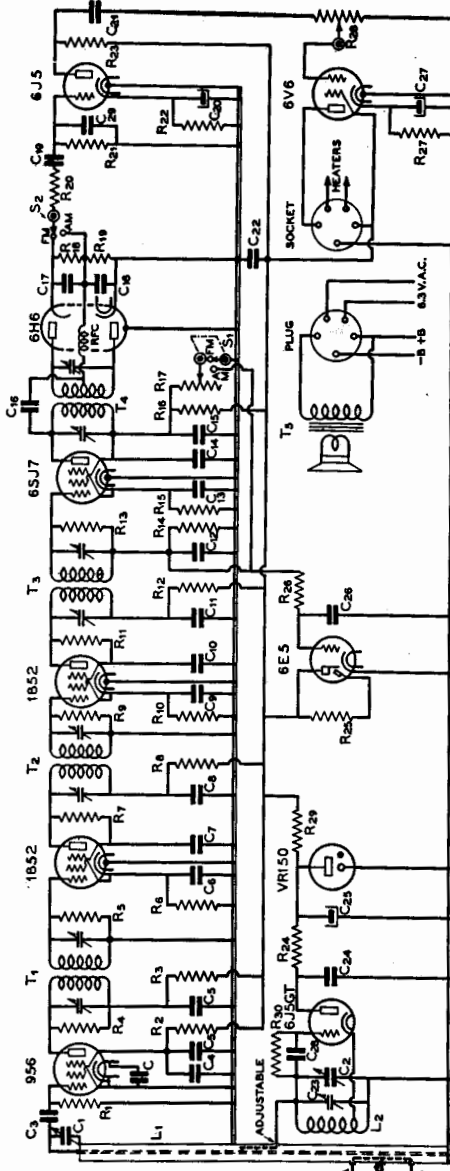 956
T1
1852
T2
1852
T3
6SJ7
T4
C16
6H6
RFC
C17
C18
FM
AM
S2
R18
R19
R20
C19
6J5
C21
R23
C3
C1
R1
L1
C
C4
C5
R2
R4
C5
R3
R5
R6
C6
C7
R7
C8
R8
R9
R10
C9
C10
R11
C11
R12
R13
R14
C12
R15
C13
C14
C15
R16
R17
FM
A
M
S1
R21
C29
R22
C20
C22
ADJUSTABLE
L2
C23
C2
C28
R30
6J5GT
C24
R24
C25
VR150
R29
R25
6E5
C26
R26
T5
PLUG
-B +B
6.3 V.A.C.
SOCKET
HEATERS
6V6
R28
R27
C27